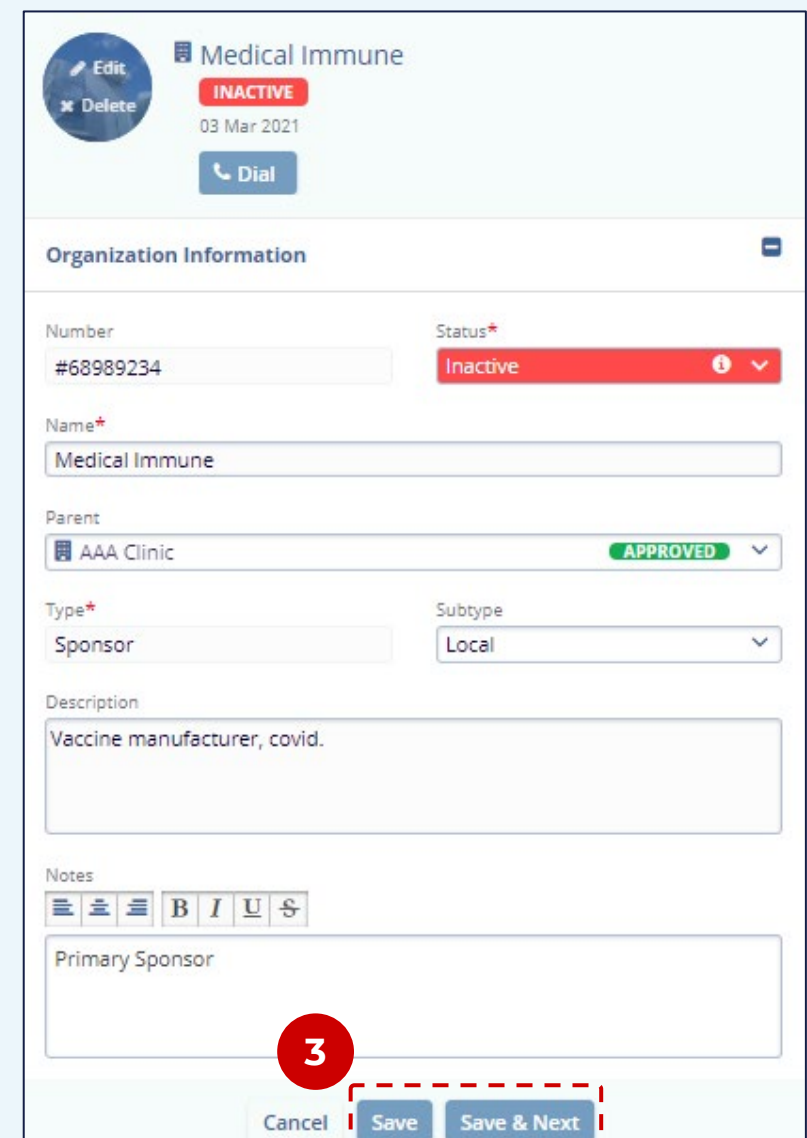 Edit
Delete
Medical Immune
INACTIVE
03 Mar 2021
Dial
Organization Information
Number
Status*
#68989234
Inactive
Name*
Medical Immune
Parent
AAA Clinic APPROVED
Type*
Subtype
Sponsor
Local
Description
Vaccine manufacturer, covid.
Notes
B I U S
Primary Sponsor
3
Cancel Save Save & Next